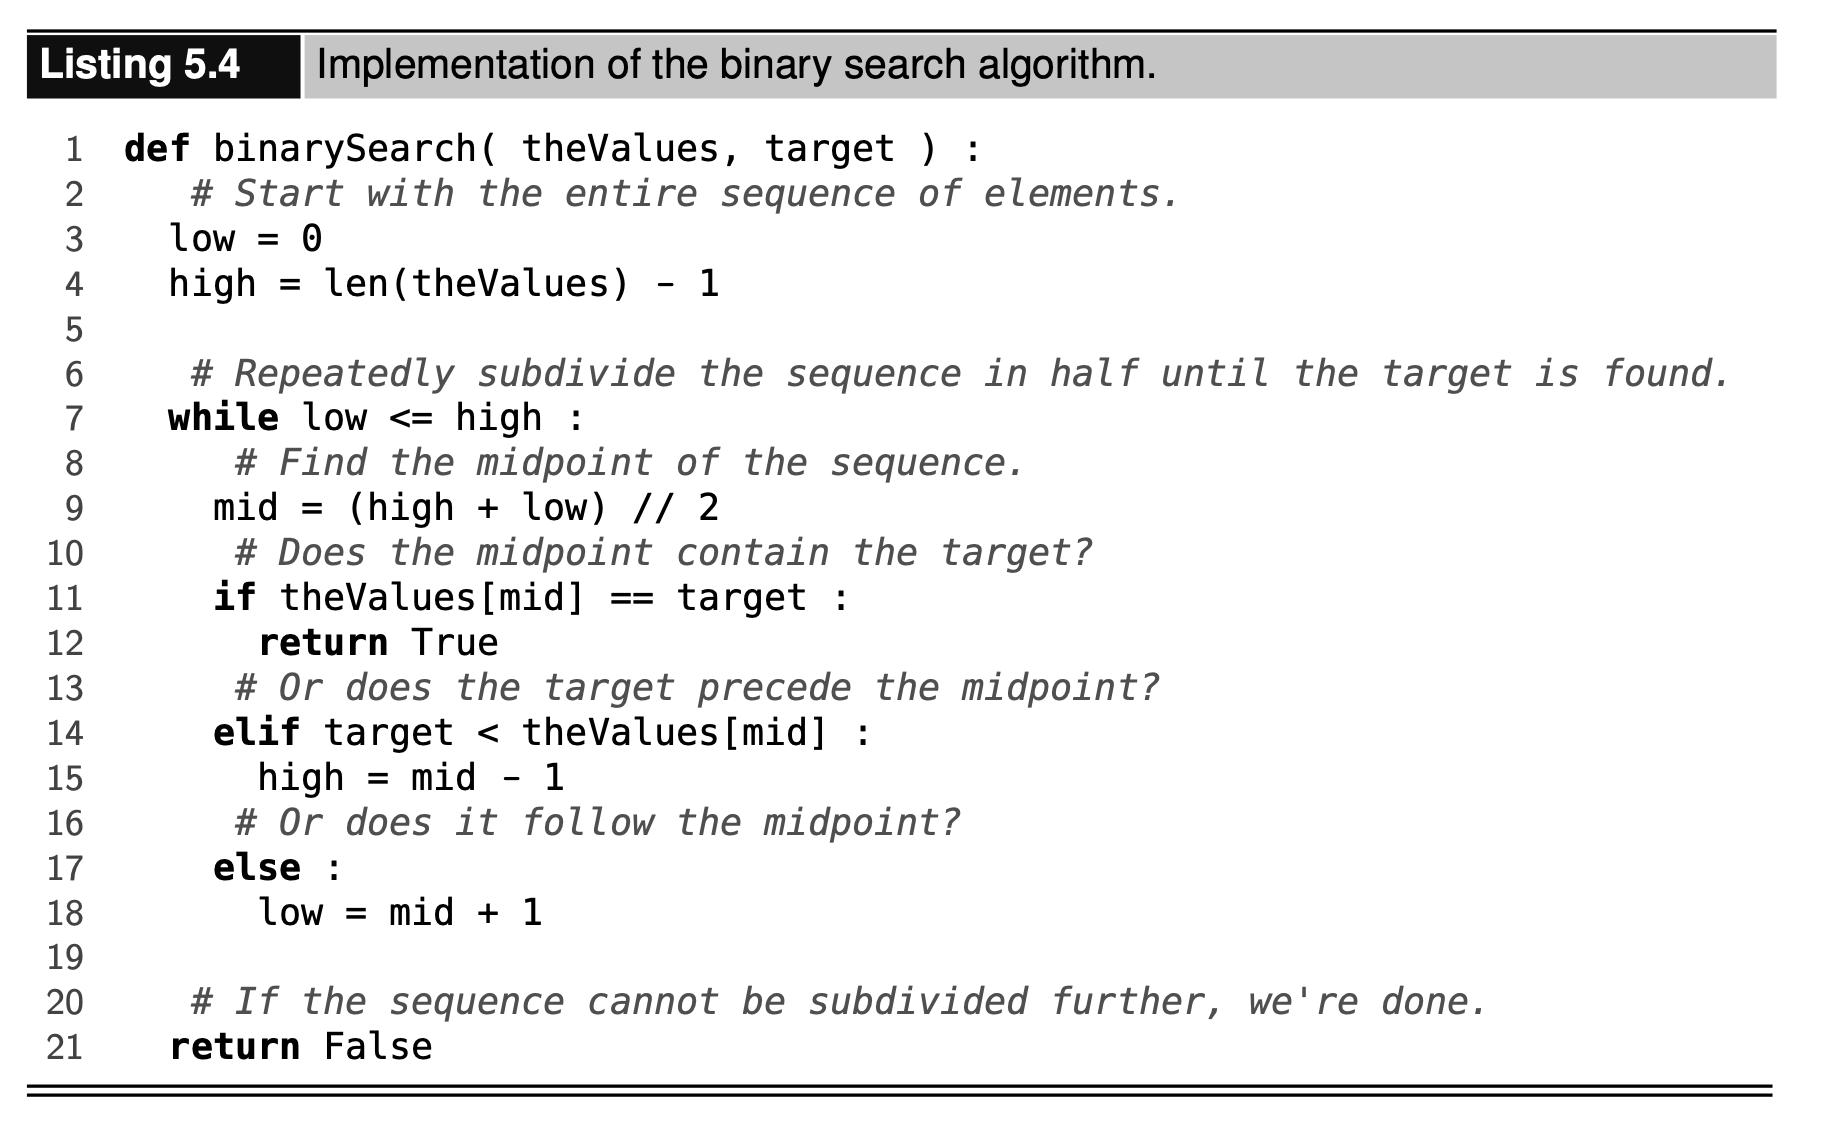 Listing 5.4 Implementation of the binary search algorithm.
1 def binarySearch( theValues, target ) :
2 # Start with the entire sequence of elements.
3 low = 0
4 high = len(theValues) - 1
5
6 # Repeatedly subdivide the sequence in half until the target is found.
7 while low <= high :
8 # Find the midpoint of the sequence.
9 mid = (high + low) // 2
10 # Does the midpoint contain the target?
11 if theValues[mid] == target :
12 return True
13 # Or does the target precede the midpoint?
14 elif target < theValues[mid] :
15 high = mid - 1
16 # Or does it follow the midpoint?
17 else :
18 low = mid + 1
19
20 # If the sequence cannot be subdivided further, we're done.
21 return False